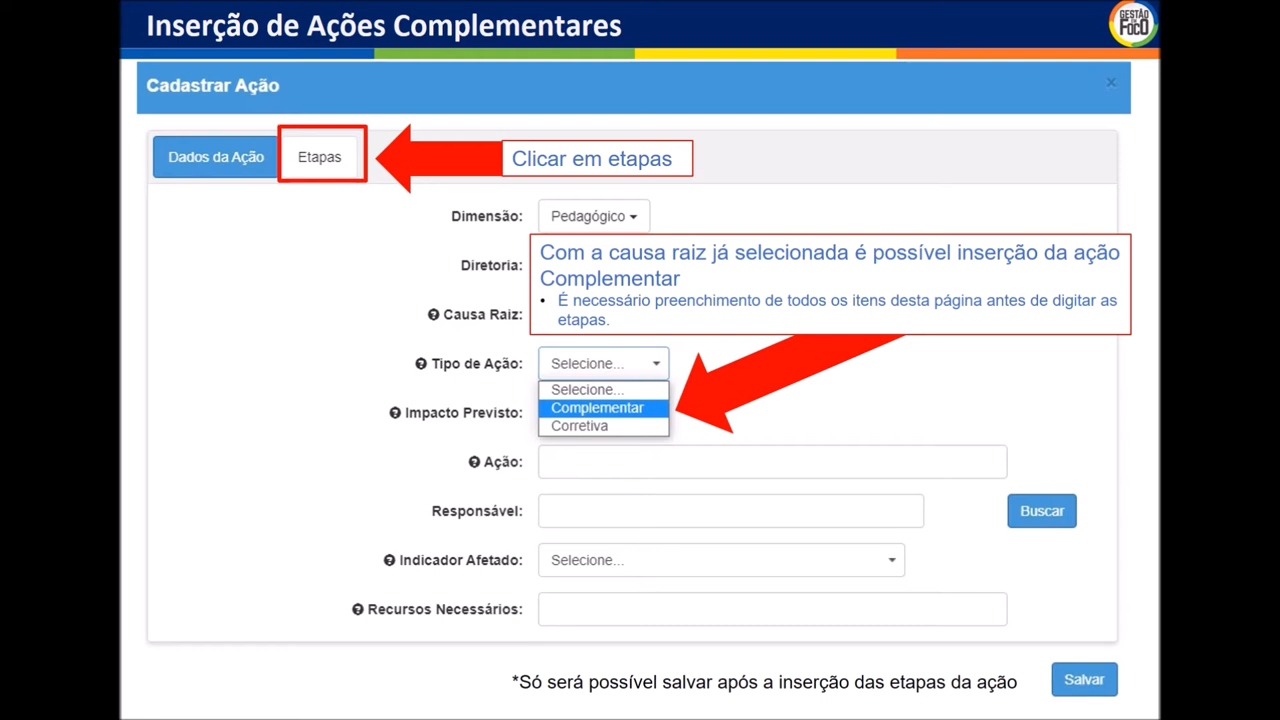 Inserção de Ações Complementares
GESTÃO
EM
FOCO
Cadastrar Ação
×
Dados da Ação
Etapas
Clicar em etapas
Dimensão:
Pedagógico
Diretoria:
Com a causa raiz já selecionada é possível inserção da ação
Complementar
• É necessário preenchimento de todos os itens desta página antes de digitar as
etapas.
Causa Raiz:
Tipo de Ação:
Selecione...
Selecione...
Complementar
Corretiva
Impacto Previsto:
Ação:
Responsável:
Buscar
Indicador Afetado:
Selecione...
Recursos Necessários:
*Só será possível salvar após a inserção das etapas da ação
Salvar